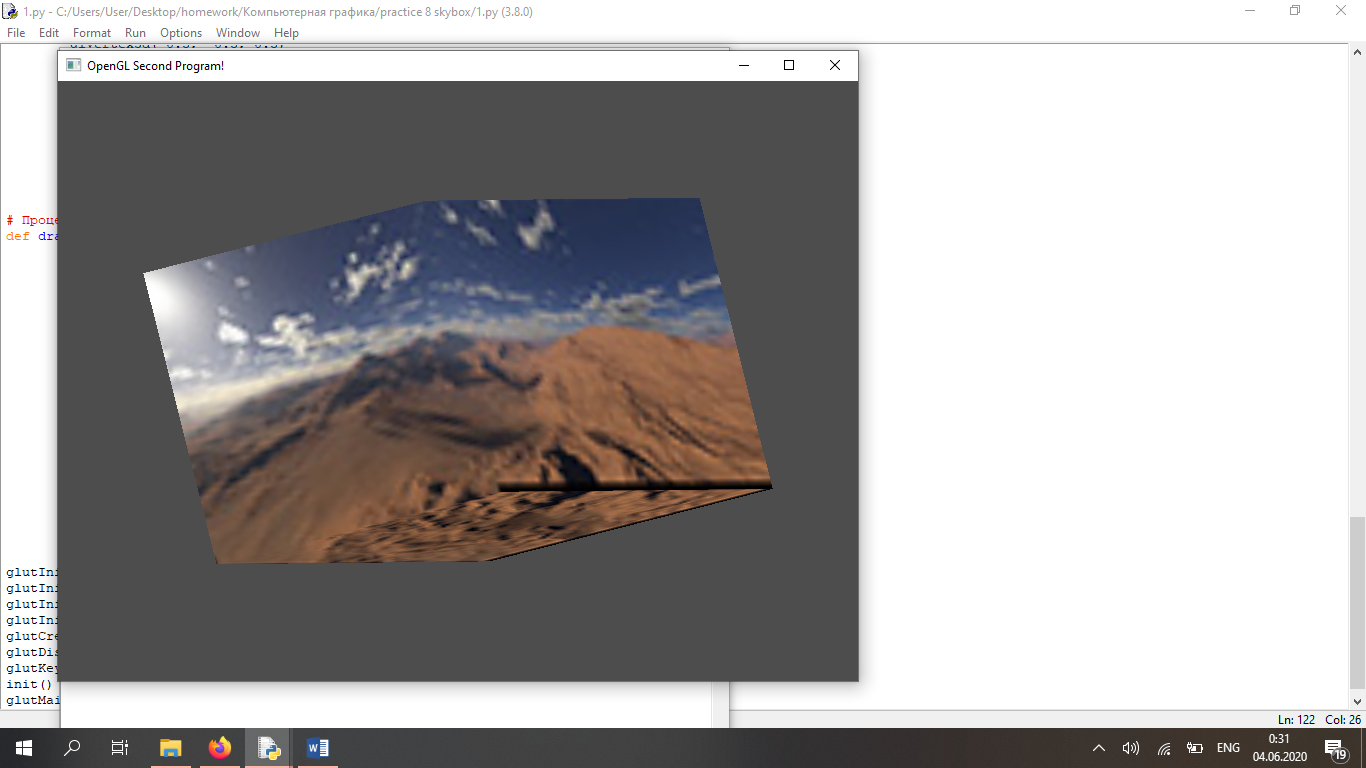 1.py - C:/Users/User/Desktop/homework/Компьютерная графика/practice 8 skybox/1.py (3.8.0)
File Edit Format Run Options Window Help
OpenGL Second Program!
# Проце
def dra
glutIni
glutIni
glutIni
glutIni
glutCre
glutDis
glutKey
init()
glutMai
Ln: 122 Col: 26
ENG
0:31
04.06.2020
19